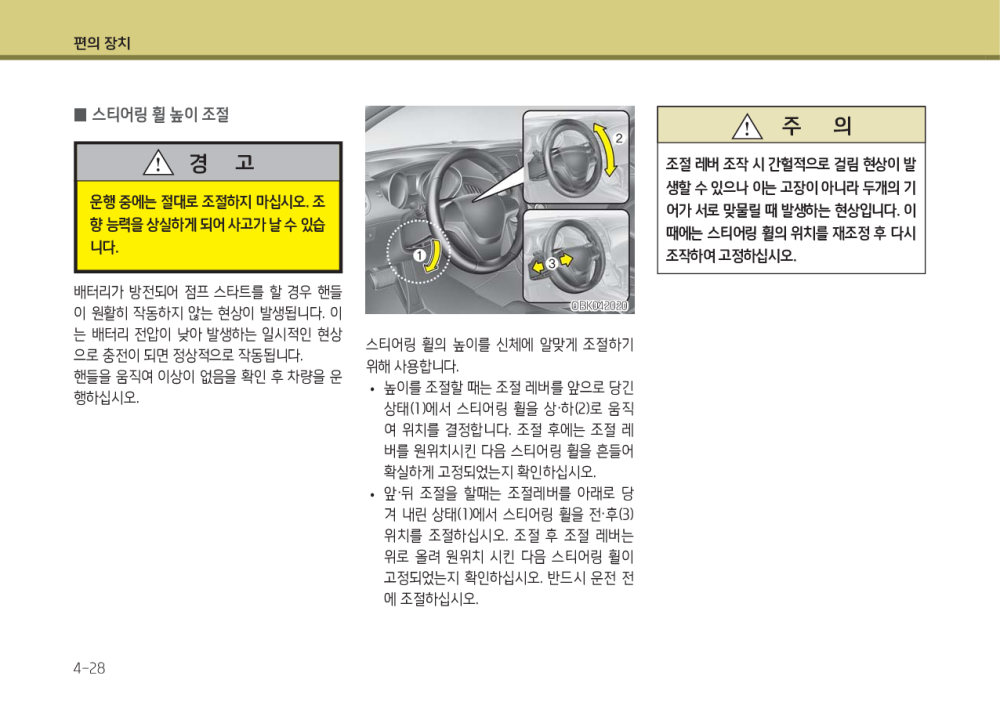 편의 장치
■ 스티어링 휠 높이 조절
경 고
운행 중에는 절대로 조절하지 마십시오. 조
향 능력을 상실하게 되어 사고가 날 수 있습
니다.
배터리가 방전되어 점프 스타트를 할 경우 핸들
이 원활히 작동하지 않는 현상이 발생됩니다. 이
는 배터리 전압이 낮아 발생하는 일시적인 현상
으로 충전이 되면 정상적으로 작동됩니다.
핸들을 움직여 이상이 없음을 확인 후 차량을 운
행하십시오.
2
1
3
OBK042020
스티어링 휠의 높이를 신체에 알맞게 조절하기
위해 사용합니다.
• 높이를 조절할 때는 조절 레버를 앞으로 당긴
상태(1)에서 스티어링 휠을 상·하(2)로 움직
여 위치를 결정합니다. 조절 후에는 조절 레
버를 원위치시킨 다음 스티어링 휠을 흔들어
확실하게 고정되었는지 확인하십시오.
• 앞·뒤 조절을 할때는 조절레버를 아래로 당
겨 내린 상태(1)에서 스티어링 휠을 전·후(3)
위치를 조절하십시오. 조절 후 조절 레버는
위로 올려 원위치 시킨 다음 스티어링 휠이
고정되었는지 확인하십시오. 반드시 운전 전
에 조절하십시오.
주 의
조절 레버 조작 시 간헐적으로 걸림 현상이 발
생할 수 있으나 이는 고장이 아니라 두개의 기
어가 서로 맞물릴 때 발생하는 현상입니다. 이
때에는 스티어링 휠의 위치를 재조정 후 다시
조작하여 고정하십시오.
4-28